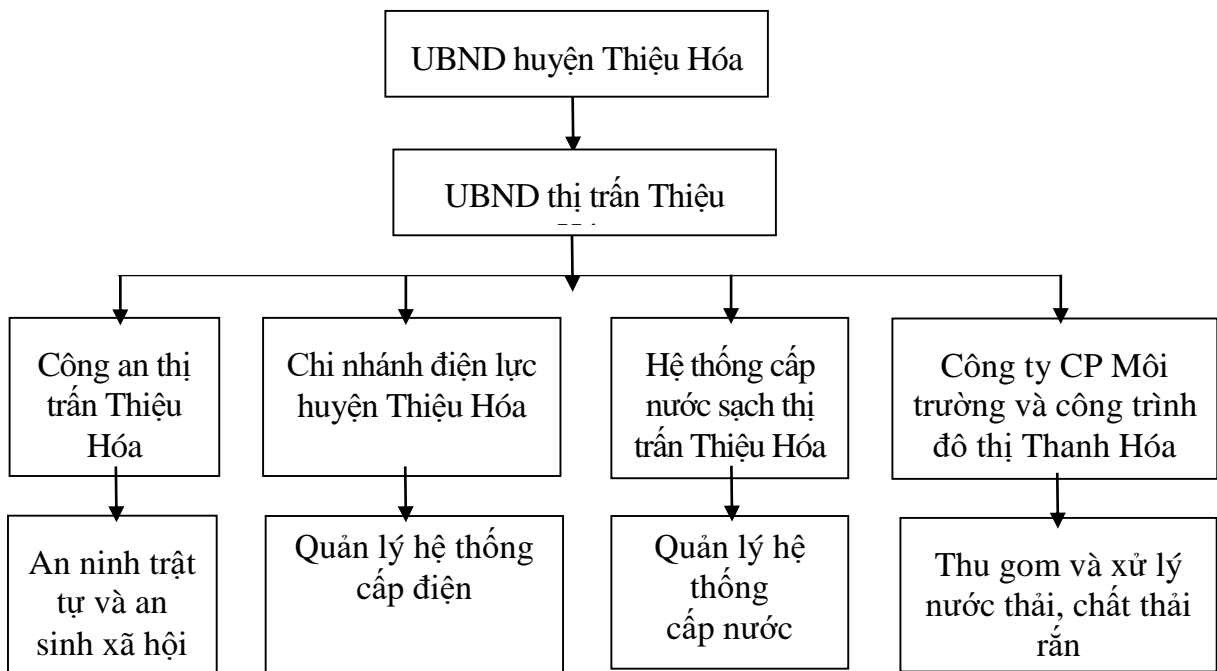 UBND huyện Thiệu Hóa
UBND thị trấn Thiệu
Công an thị
trấn Thiệu
Hóa
Chi nhánh điện lực
huyện Thiệu Hóa
Hệ thống cấp
nước sạch thị
trấn Thiệu Hóa
Công ty CP Môi
trường và công trình
đô thị Thanh Hóa
An ninh trật
tự và an
sinh xã hội
Quản lý hệ thống
cấp điện
Quản lý hệ
thống
cấp nước
Thu gom và xử lý
nước thải, chất thải
rắn